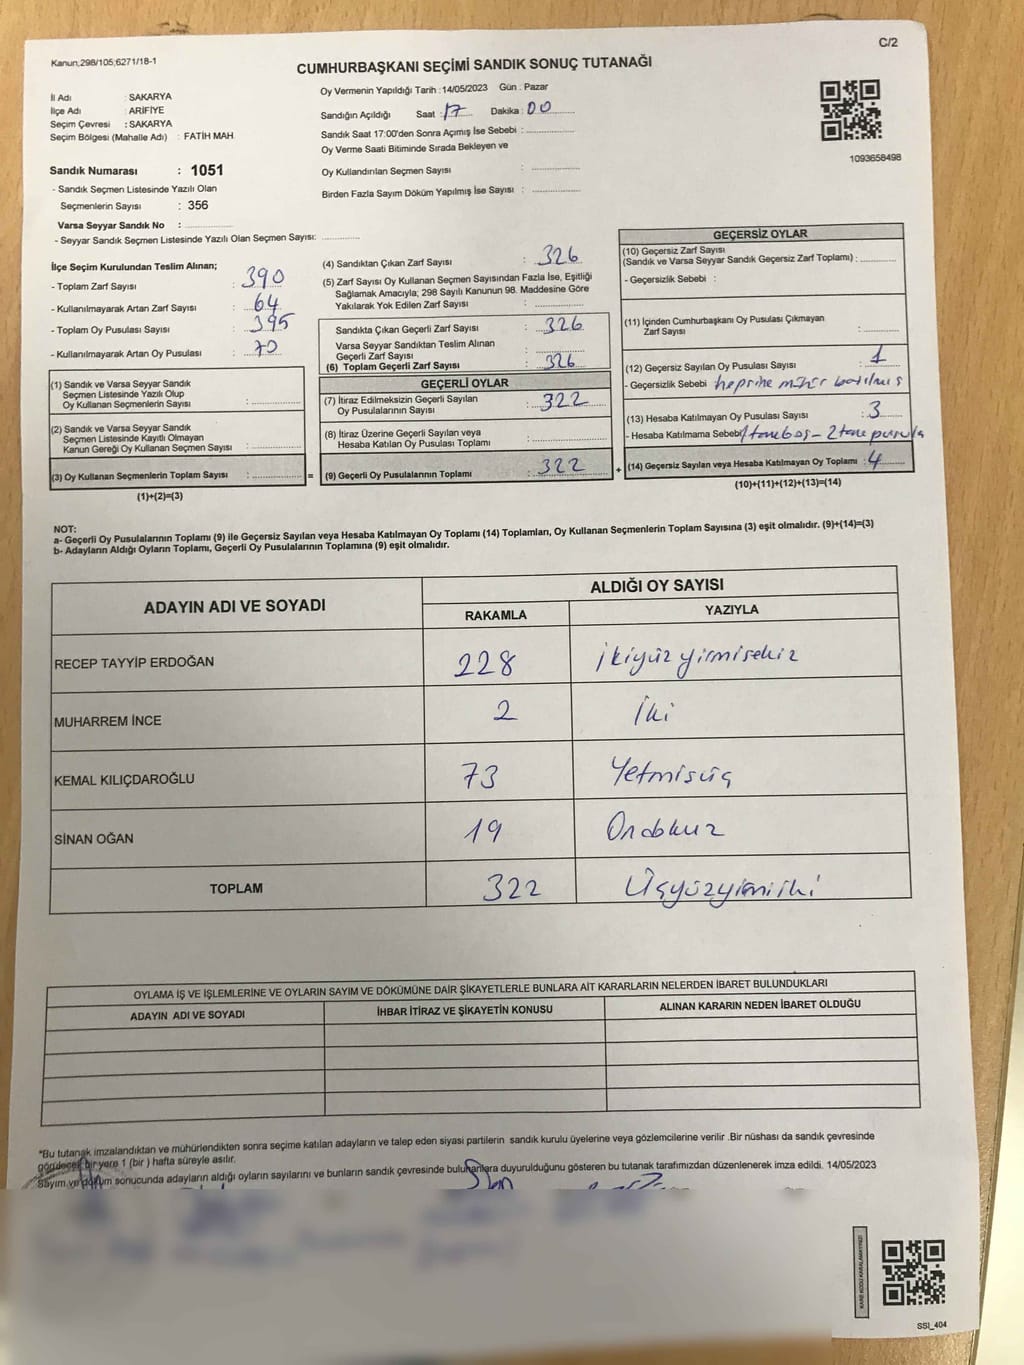 C/2
Kanun;298/105;6271/18-1
CUMHURBAŞKANI SEÇİMİ SANDIK SONUÇ TUTANAĞI
İl Adı : SAKARYA
İlçe Adı : ARİFİYE
Seçim Çevresi : SAKARYA
Seçim Bölgesi (Mahalle Adı) : FATİH MAH.
Sandık Numarası : 1051
- Sandık Seçmen Listesinde Yazılı Olan
Seçmenlerin Sayısı : 356
Varsa Seyyar Sandık No :
- Seyyar Sandık Seçmen Listesinde Yazılı Olan Seçmen Sayısı:
Oy Vermenin Yapıldığı Tarih :14/05/2023 Gün : Pazar
Sandığın Açıldığı Saat : 17 Dakika : 00
Sandık Saat 17:00'den Sonra Açımış İse Sebebi :
Oy Verme Saati Bitiminde Sırada Bekleyen ve
Oy Kullandırılan Seçmen Sayısı :
Birden Fazla Sayım Döküm Yapılmış İse Sayısı :
1093658498
İlçe Seçim Kurulundan Teslim Alınan;
- Toplam Zarf Sayısı : 390
- Kullanılmayarak Artan Zarf Sayısı : 64
- Toplam Oy Pusulası Sayısı : 395
- Kullanılmayarak Artan Oy Pusulası : 70
(1) Sandık ve Varsa Seyyar Sandık
Seçmen Listesinde Yazılı Olup
Oy Kullanan Seçmenlerin Sayısı :
(2) Sandık ve Varsa Seyyar Sandık
Seçmen Listesinde Kayıtlı Olmayan
Kanun Gereği Oy Kullanan Seçmen Sayısı :
(3) Oy Kullanan Seçmenlerin Toplam Sayısı : =
(1)+(2)=(3)
(4) Sandıktan Çıkan Zarf Sayısı : 326
(5) Zarf Sayısı Oy Kullanan Seçmen Sayısından Fazla İse, Eşitliği
Sağlamak Amacıyla; 298 Sayılı Kanunun 98. Maddesine Göre
Yakılarak Yok Edilen Zarf Sayısı :
Sandıkta Çıkan Geçerli Zarf Sayısı : 326
Varsa Seyyar Sandıktan Teslim Alınan
Geçerli Zarf Sayısı :
(6) Toplam Geçerli Zarf Sayısı : 326
GEÇERLİ OYLAR
(7) İtiraz Edilmeksizin Geçerli Sayılan
Oy Pusulalarının Sayısı : 322
(8) İtiraz Üzerine Geçerli Sayılan veya
Hesaba Katılan Oy Pusulası Toplamı :
(9) Geçerli Oy Pusulalarının Toplamı : 322 +
GEÇERSİZ OYLAR
(10) Geçersiz Zarf Sayısı
(Sandık ve Varsa Seyyar Sandık Geçersiz Zarf Toplamı) :
- Geçersizlik Sebebi :
(11) İçinden Cumhurbaşkanı Oy Pusulası Çıkmayan
Zarf Sayısı :
(12) Geçersiz Sayılan Oy Pusulası Sayısı : 1
- Geçersizlik Sebebi hepsine mühür basılmış
(13) Hesaba Katılmayan Oy Pusulası Sayısı : 3
- Hesaba Katılmama Sebebi 1 tane boş - 2 tane pusula
(14) Geçersiz Sayılan veya Hesaba Katılmayan Oy Toplamı : 4
(10)+(11)+(12)+(13)=(14)
NOT:
a- Geçerli Oy Pusulalarının Toplamı (9) ile Geçersiz Sayılan veya Hesaba Katılmayan Oy Toplamı (14) Toplamları, Oy Kullanan Seçmenlerin Toplam Sayısına (3) eşit olmalıdır. (9)+(14)=(3)
b- Adayların Aldığı Oyların Toplamı, Geçerli Oy Pusulalarının Toplamına (9) eşit olmalıdır.
ADAYIN ADI VE SOYADI
ALDIĞI OY SAYISI
RAKAMLA YAZIYLA
RECEP TAYYİP ERDOĞAN 228 İkiyüz yirmisekiz
MUHARREM İNCE 2 İki
KEMAL KILIÇDAROĞLU 73 Yetmişüç
SİNAN OĞAN 19 Ondokuz
TOPLAM 322 Üçyüzyirmiiki
OYLAMA İŞ VE İŞLEMLERİNE VE OYLARIN SAYIM VE DÖKÜMÜNE DAİR ŞİKAYETLERLE BUNLARA AİT KARARLARIN NELERDEN İBARET BULUNDUKLARI
ADAYIN ADI VE SOYADI İHBAR İTİRAZ VE ŞİKAYETİN KONUSU ALINAN KARARIN NEDEN İBARET OLDUĞU
*Bu tutanak imzalandıktan ve mühürlendikten sonra seçime katılan adayların ve talep eden siyasi partilerin sandık kurulu üyelerine veya gözlemcilerine verilir .Bir nüshası da sandık çevresinde
görülecek bir yere 1 (bir ) hafta süreyle asılır.
Sayım ve döküm sonucunda adayların aldığı oyların sayılarını ve bunların sandık çevresinde bulunanlara duyurulduğunu gösteren bu tutanak tarafımızdan düzenlenerek imza edildi. 14/05/2023
KARE KODU KARALAMAYINIZ!
SSI_404